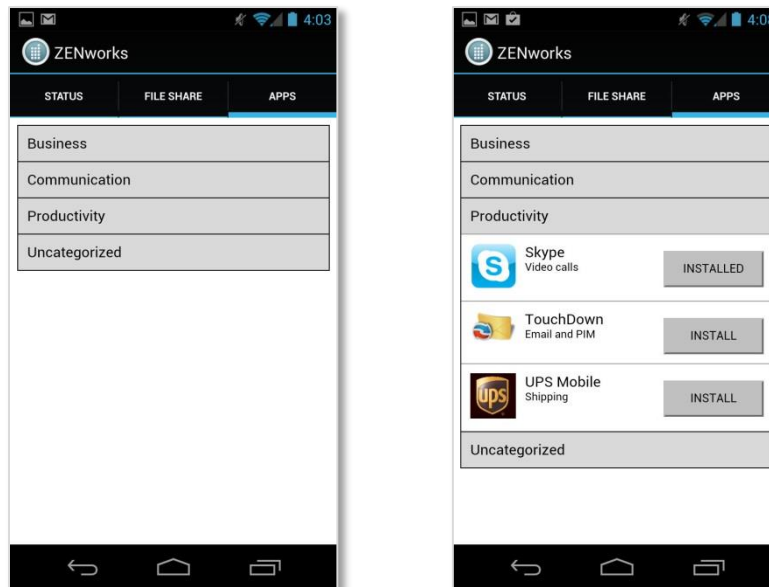 4:03
ZENworks
STATUS FILE SHARE APPS
Business
Communication
Productivity
Uncategorized
ZENworks
STATUS FILE SHARE APPS
Business
Communication
Productivity
Skype
Video calls
INSTALLED
TouchDown
Email and PIM
INSTALL
ups
UPS Mobile
Shipping
INSTALL
Uncategorized